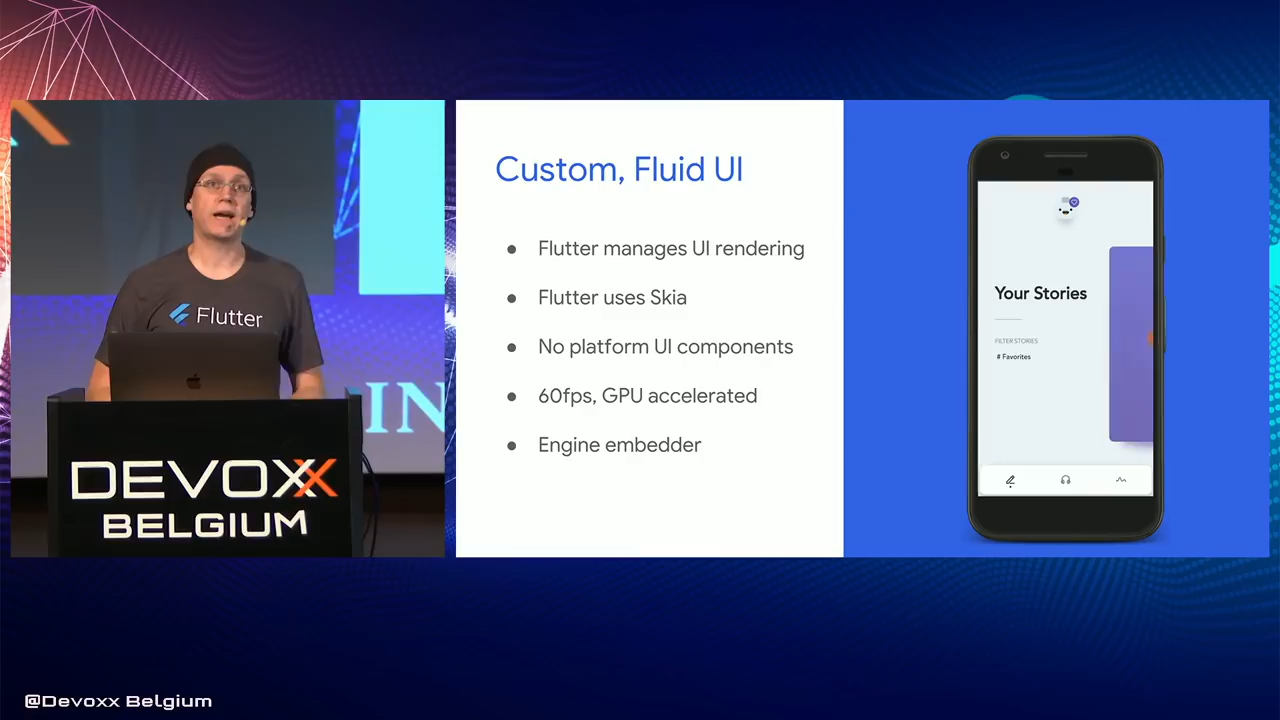 Flutter
IN
DEVOXX
BELGIUM
Custom, Fluid UI
Flutter manages UI rendering
Flutter uses Skia
No platform UI components
60fps, GPU accelerated
Engine embedder
Your Stories
FILTER STORIES
# Favorites
@Devoxx Belgium